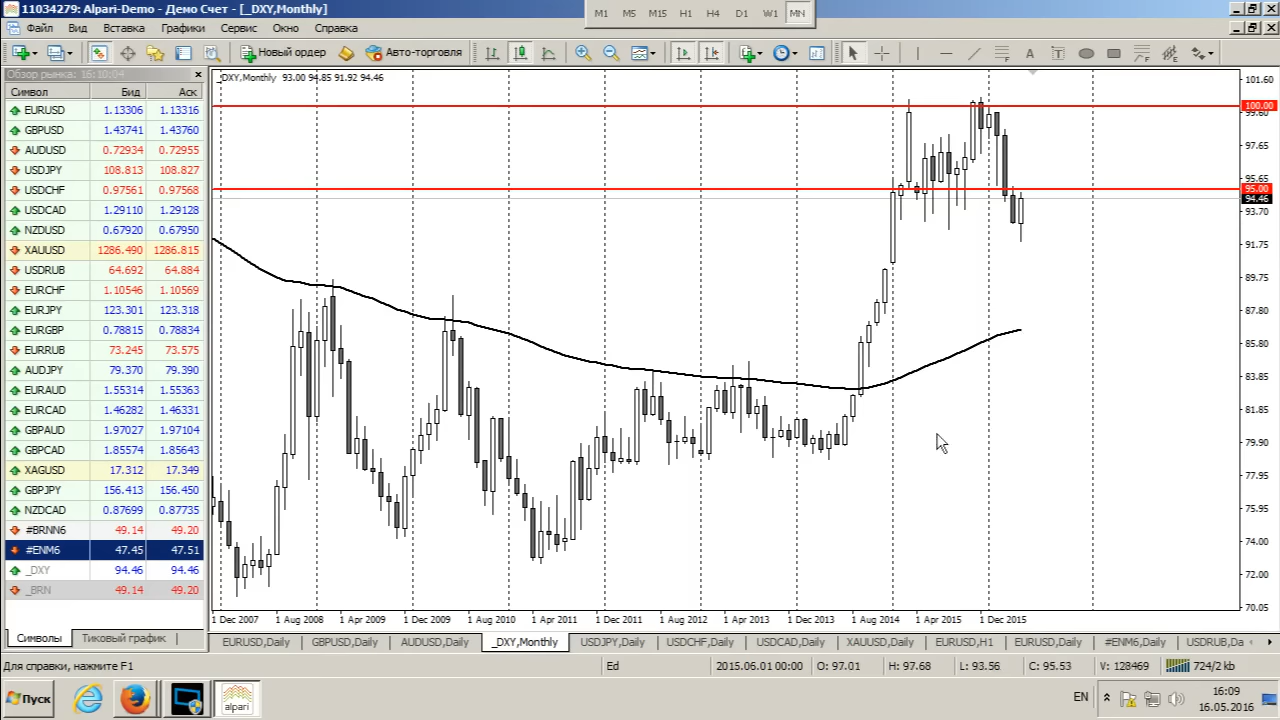 11034279: Alpari-Demo - Демо Счет - [_DXY,Monthly]
M1 M5 M15 H1 H4 D1 W1 MN
Файл Вид Вставка Графики Сервис Окно Справка
Новый ордер Авто-торговля
Обзор рынка: 16:10:04
Символ Бид Аск
EURUSD 1.13306 1.13316
GBPUSD 1.43741 1.43760
AUDUSD 0.72934 0.72955
USDJPY 108.813 108.827
USDCHF 0.97561 0.97568
USDCAD 1.29110 1.29128
NZDUSD 0.67920 0.67950
XAUUSD 1286.490 1286.815
USDRUB 64.692 64.884
EURCHF 1.10546 1.10569
EURJPY 123.301 123.318
EURGBP 0.78815 0.78834
EURRUB 73.245 73.575
AUDJPY 79.370 79.390
EURAUD 1.55314 1.55363
EURCAD 1.46282 1.46331
GBPAUD 1.97027 1.97104
GBPCAD 1.85574 1.85643
XAGUSD 17.312 17.349
GBPJPY 156.413 156.450
NZDCAD 0.87699 0.87735
#BRNN6 49.14 49.20
#ENM6 47.45 47.51
_DXY 94.46 94.46
_BRN 49.14 49.20
Символы Тиковый график
_DXY,Monthly 93.00 94.85 91.92 94.46
101.60
100.00
99.60
97.65
95.65
95.00
94.46
93.70
91.75
89.75
87.80
85.80
83.85
81.85
79.90
77.95
75.95
74.00
72.00
70.05
1 Dec 2007 1 Aug 2008 1 Apr 2009 1 Dec 2009 1 Aug 2010 1 Apr 2011 1 Dec 2011 1 Aug 2012 1 Apr 2013 1 Dec 2013 1 Aug 2014 1 Apr 2015 1 Dec 2015
EURUSD,Daily GBPUSD,Daily AUDUSD,Daily _DXY,Monthly USDJPY,Daily USDCHF,Daily USDCAD,Daily XAUUSD,Daily EURUSD,H1 EURUSD,Daily #ENM6,Daily USDRUB,Da
Для справки, нажмите F1 Ed 2015.06.01 00:00 O: 97.01 H: 97.68 L: 93.56 C: 95.53 V: 128469 724/2 kb
Пуск alpari EN 16:09
16.05.2016